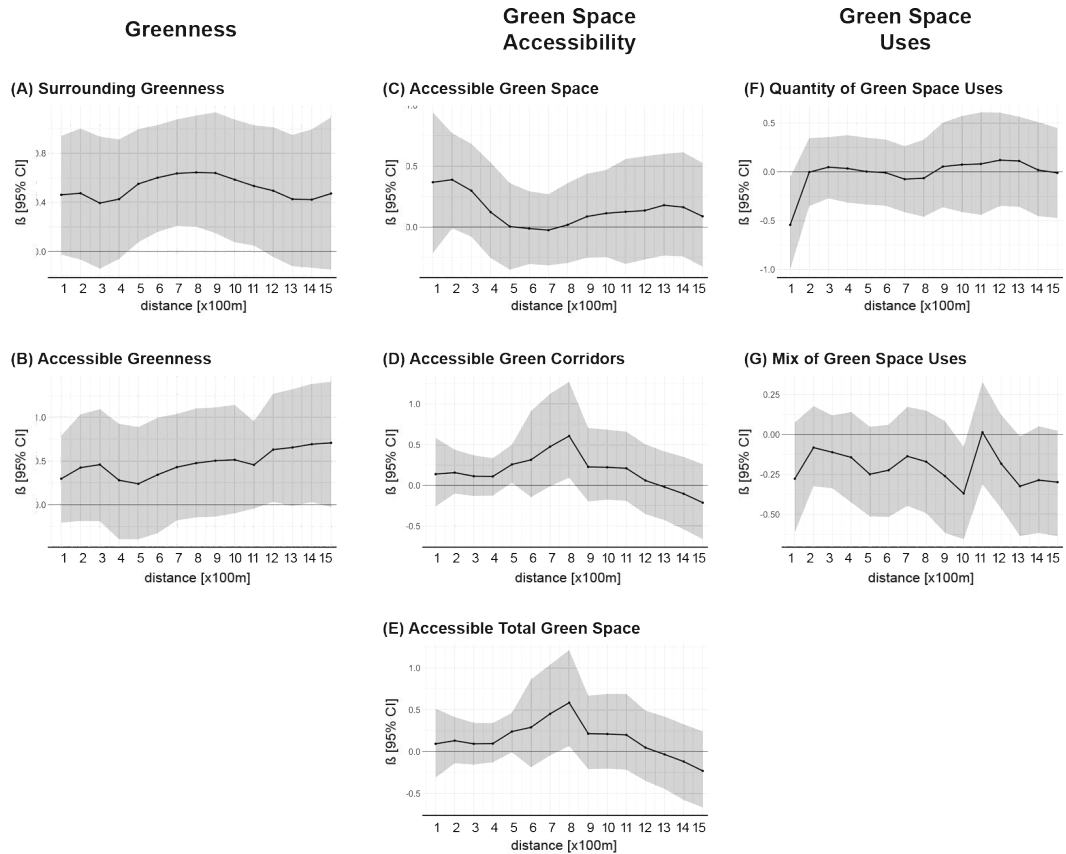 Greenness
Green Space
Accessibility
Green Space
Uses
(A) Surrounding Greenness
0.8
0.4
0.0
ß [95% CI]
1 2 3 4 5 6 7 8 9 10 11 12 13 14 15
distance [x100m]
(C) Accessible Green Space
1.0
0.5
0.0
ß [95% CI]
1 2 3 4 5 6 7 8 9 10 11 12 13 14 15
distance [x100m]
(F) Quantity of Green Space Uses
0.5
0.0
-0.5
-1.0
ß [95% CI]
1 2 3 4 5 6 7 8 9 10 11 12 13 14 15
distance [x100m]
(B) Accessible Greenness
1.0
0.5
0.0
ß [95% CI]
1 2 3 4 5 6 7 8 9 10 11 12 13 14 15
distance [x100m]
(D) Accessible Green Corridors
1.0
0.5
0.0
-0.5
ß [95% CI]
1 2 3 4 5 6 7 8 9 10 11 12 13 14 15
distance [x100m]
(G) Mix of Green Space Uses
0.25
0.00
-0.25
-0.50
ß [95% CI]
1 2 3 4 5 6 7 8 9 10 11 12 13 14 15
distance [x100m]
(E) Accessible Total Green Space
1.0
0.5
0.0
-0.5
ß [95% CI]
1 2 3 4 5 6 7 8 9 10 11 12 13 14 15
distance [x100m]